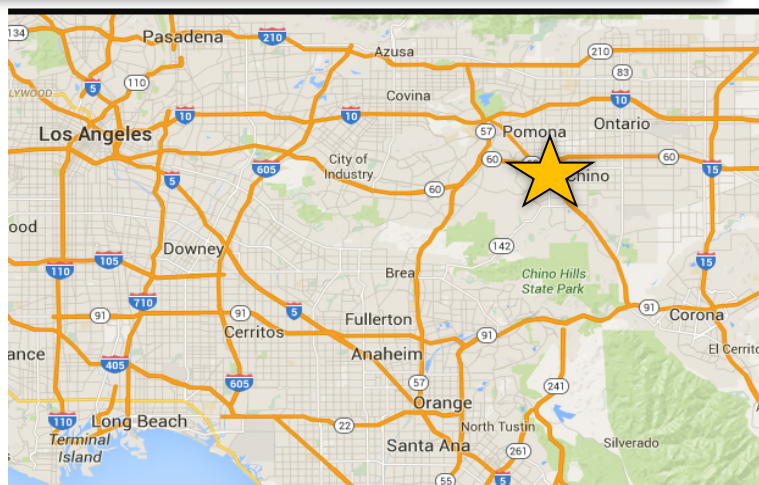 134
Pasadena
210
Azusa
210
83
5
110
Covina
10
LYWOOD
10
10
57
Pomona
Ontario
Los Angeles
City of
Industry
60
60
15
605
Chino
5
60
ood
Downey
142
105
110
Brea
Chino Hills
State Park
15
710
91
91
5
Fullerton
91
91
Corona
Cerritos
ance
Anaheim
El Cerrito
405
605
57
241
Orange
110
Long Beach
22
North Tustin
Terminal
Island
Santa Ana
261
Silverado
55
5